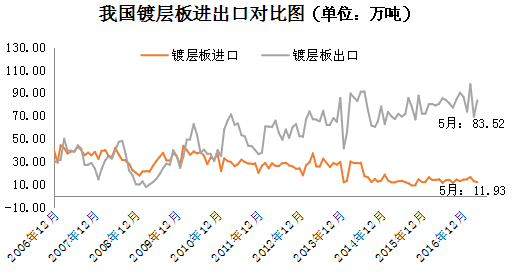 我国镀层板进出口对比图（单位：万吨）
130.00
110.00
90.00
70.00
50.00
30.00
10.00
-10.00
镀层板进口
镀层板出口
5月：83.52
5月：11.93
2006年12月
2007年12月
2008年12月
2009年12月
2010年12月
2011年12月
2012年12月
2013年12月
2014年12月
2015年12月
2016年12月